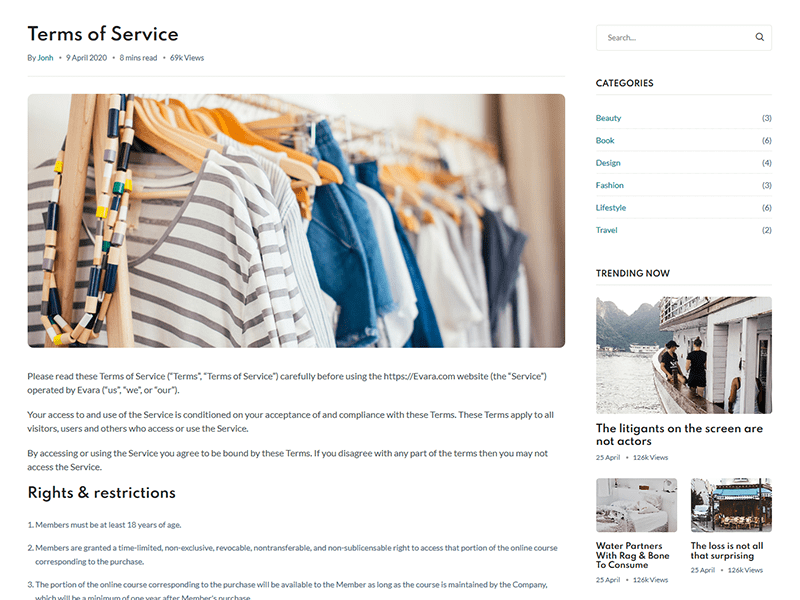 Terms of Service
By Jonh • 9 April 2020 • 8 mins read • 69k Views
Please read these Terms of Service ("Terms", "Terms of Service") carefully before using the https://Evara.com website (the "Service")
operated by Evara ("us", "we", or "our").
Your access to and use of the Service is conditioned on your acceptance of and compliance with these Terms. These Terms apply to all
visitors, users and others who access or use the Service.
By accessing or using the Service you agree to be bound by these Terms. If you disagree with any part of the terms then you may not
access the Service.
Rights & restrictions
1. Members must be at least 18 years of age.
2. Members are granted a time-limited, non-exclusive, revocable, nontransferable, and non-sublicensable right to access that portion of the online course
corresponding to the purchase.
3. The portion of the online course corresponding to the purchase will be available to the Member as long as the course is maintained by the Company,
which will be a minimum of one year after Member's purchase.
Search...
CATEGORIES
Beauty (3)
Book (6)
Design (4)
Fashion (3)
Lifestyle (6)
Travel (2)
TRENDING NOW
The litigants on the screen are
not actors
25 April • 126k Views
Water Partners
With Rag & Bone
To Consume
25 April • 126k Views
The loss is not all
that surprising
25 April • 126k Views